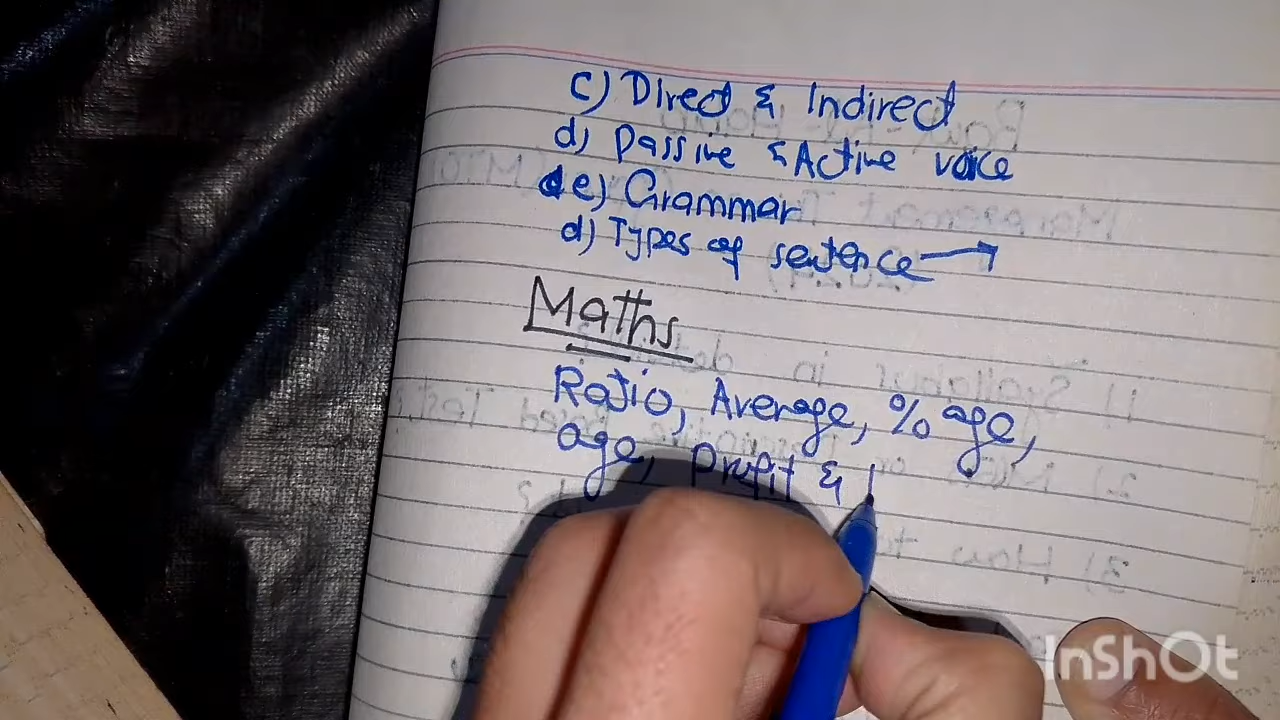 c) Direct & Indirect
d) Passive & Active voice
e) Grammar
d) Types of sentence →
Maths
Ratio, Average, %age,
age, Profit &
InShOt